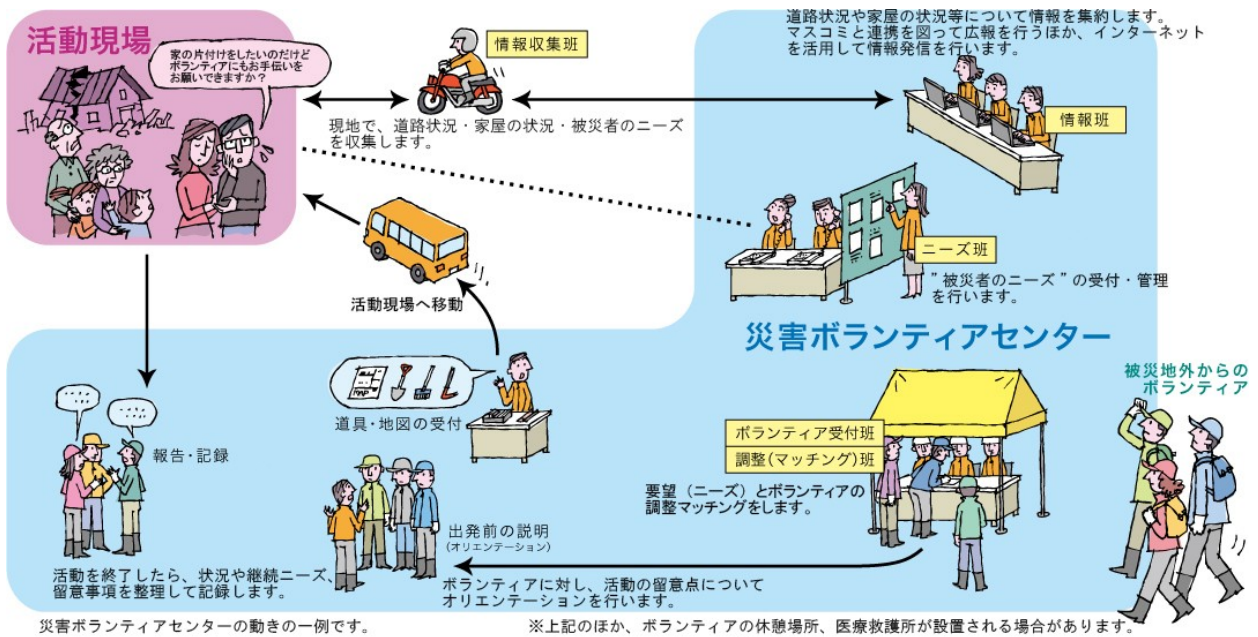 活動現場
家の片付けをしたいのだけど
ボランティアにもお手伝いを
お願いできますか?
情報収集班
現地で、道路状況・家屋の状況・被災者のニーズ
を収集します。
道路状況や家屋の状況等について情報を集約します。
マスコミと連携を図って広報を行うほか、インターネット
を活用して情報発信を行います。
情報班
ニーズ班
”被災者のニーズ”の受付・管理
を行います。
活動現場へ移動
災害ボランティアセンター
被災地外からの
ボランティア
MAP
道具・地図の受付
ボランティア受付班
調整(マッチング)班
要望（ニーズ）とボランティアの
調整マッチングをします。
報告・記録
出発前の説明
(オリエンテーション)
活動を終了したら、状況や継続ニーズ、
留意事項を整理して記録します。
ボランティアに対し、活動の留意点について
オリエンテーションを行います。
災害ボランティアセンターの動きの一例です。
※上記のほか、ボランティアの休憩場所、医療救護所が設置される場合があります。